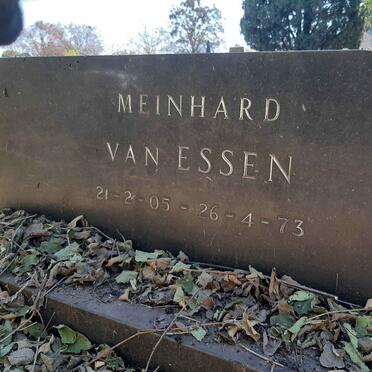 MEINHARD
VAN ESSEN
21-2-05 - 26-4-73